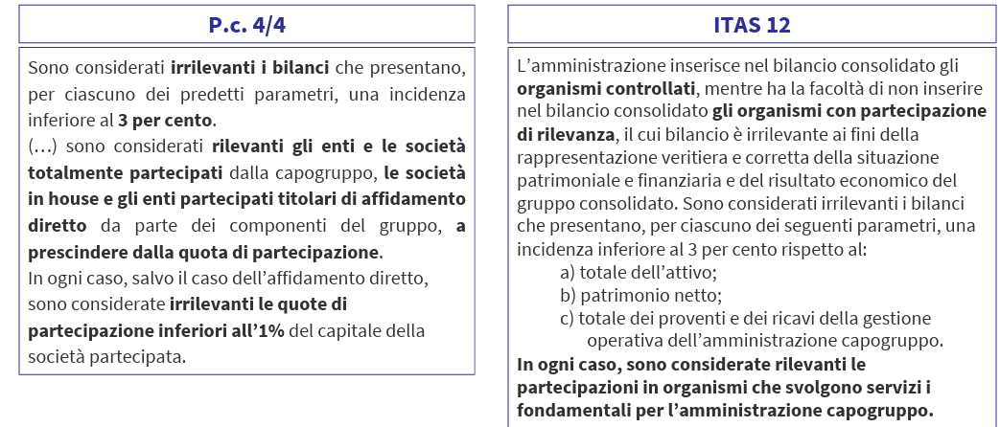 P.c. 4/4
Sono considerati irrilevanti i bilanci che presentano,
per ciascuno dei predetti parametri, una incidenza
inferiore al 3 per cento.
(…) sono considerati rilevanti gli enti e le società
totalmente partecipati dalla capogruppo, le società
in house e gli enti partecipati titolari di affidamento
diretto da parte dei componenti del gruppo, a
prescindere dalla quota di partecipazione.
In ogni caso, salvo il caso dell’affidamento diretto,
sono considerate irrilevanti le quote di
partecipazione inferiori all’1% del capitale della
società partecipata.
ITAS 12
L’amministrazione inserisce nel bilancio consolidato gli
organismi controllati, mentre ha la facoltà di non inserire
nel bilancio consolidato gli organismi con partecipazione
di rilevanza, il cui bilancio è irrilevante ai fini della
rappresentazione veritiera e corretta della situazione
patrimoniale e finanziaria e del risultato economico del
gruppo consolidato. Sono considerati irrilevanti i bilanci
che presentano, per ciascuno dei seguenti parametri, una
incidenza inferiore al 3 per cento rispetto al:
a) totale dell’attivo;
b) patrimonio netto;
c) totale dei proventi e dei ricavi della gestione
operativa dell’amministrazione capogruppo.
In ogni caso, sono considerate rilevanti le
partecipazioni in organismi che svolgono servizi i
fondamentali per l’amministrazione capogruppo.